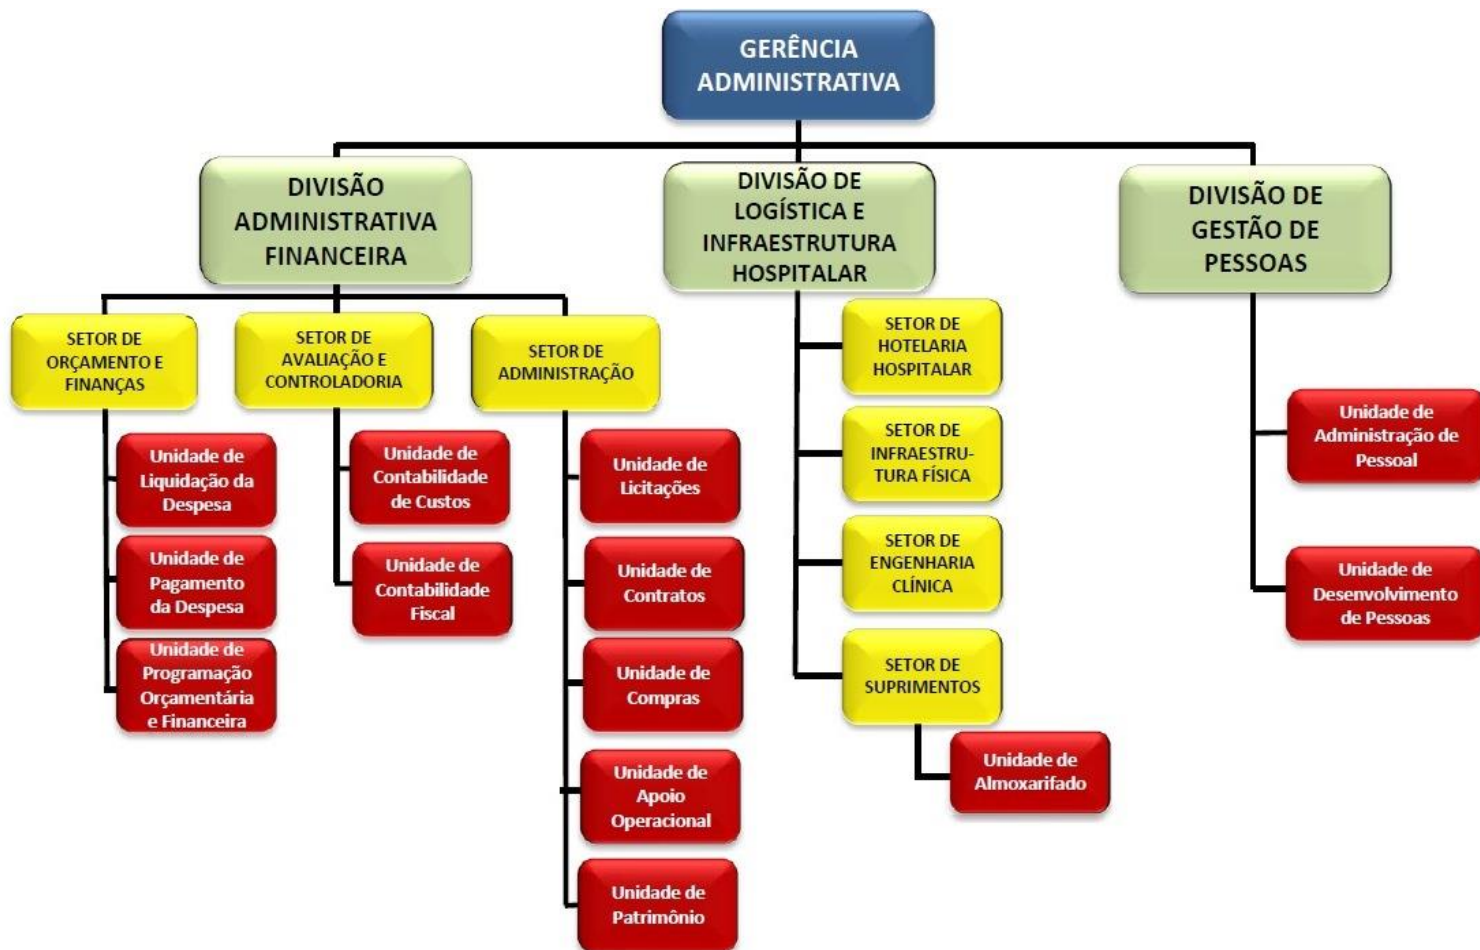 GERÊNCIA
ADMINISTRATIVA
DIVISÃO
ADMINISTRATIVA
FINANCEIRA
DIVISÃO DE
LOGÍSTICA E
INFRAESTRUTURA
HOSPITALAR
DIVISÃO DE
GESTÃO DE
PESSOAS
SETOR DE
ORÇAMENTO E
FINANÇAS
SETOR DE
AVALIAÇÃO E
CONTROLADORIA
SETOR DE
ADMINISTRAÇÃO
Unidade de
Liquidação da
Despesa
Unidade de
Pagamento
da Despesa
Unidade de
Programação
Orçamentária
e Financeira
Unidade de
Contabilidade
de Custos
Unidade de
Contabilidade
Fiscal
Unidade de
Licitações
Unidade de
Contratos
Unidade de
Compras
Unidade de
Apoio
Operacional
Unidade de
Patrimônio
SETOR DE
HOTELARIA
HOSPITALAR
SETOR DE
INFRAESTRU-
TURA FÍSICA
SETOR DE
ENGENHARIA
CLÍNICA
SETOR DE
SUPRIMENTOS
Unidade de
Almoxarifado
Unidade de
Administração de
Pessoal
Unidade de
Desenvolvimento
de Pessoas